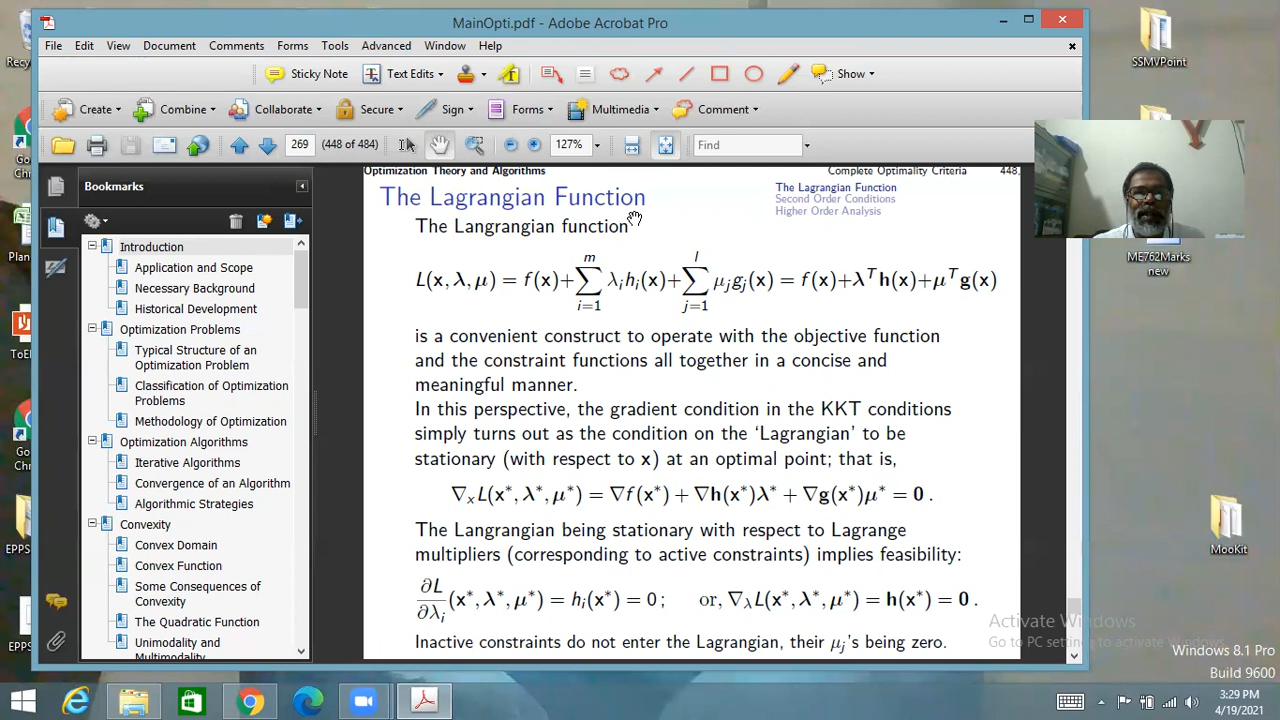 MainOpti.pdf - Adobe Acrobat Pro
File Edit View Document Comments Forms Tools Advanced Window Help
Sticky Note Text Edits Show
Create Combine Collaborate Secure Sign Forms Multimedia Comment
269 (448 of 484) 127% Find
Bookmarks
Introduction
Application and Scope
Necessary Background
Historical Development
Optimization Problems
Typical Structure of an
Optimization Problem
Classification of Optimization
Problems
Methodology of Optimization
Optimization Algorithms
Iterative Algorithms
Convergence of an Algorithm
Algorithmic Strategies
Convexity
Convex Domain
Convex Function
Some Consequences of
Convexity
The Quadratic Function
Unimodality and
Multimodality
Optimization Theory and Algorithms Complete Optimality Criteria 448,
The Lagrangian Function
The Lagrangian Function
Second Order Conditions
Higher Order Analysis
The Langrangian function
L(x, λ, μ) = f(x)+∑_{i=1}^{m} λ_i h_i(x)+∑_{j=1}^{l} μ_j g_j(x) = f(x)+λ^T h(x)+μ^T g(x)
is a convenient construct to operate with the objective function
and the constraint functions all together in a concise and
meaningful manner.
In this perspective, the gradient condition in the KKT conditions
simply turns out as the condition on the ‘Lagrangian’ to be
stationary (with respect to x) at an optimal point; that is,
∇_x L(x*, λ*, μ*) = ∇f(x*) + ∇h(x*)λ* + ∇g(x*)μ* = 0 .
The Langrangian being stationary with respect to Lagrange
multipliers (corresponding to active constraints) implies feasibility:
∂L/∂λ_i (x*, λ*, μ*) = h_i(x*) = 0 ; or, ∇_λ L(x*, λ*, μ*) = h(x*) = 0 .
Inactive constraints do not enter the Lagrangian, their μ_j's being zero.
SSMVPoint
ME762Marks
new
MooKit
Activate Windows
Go to PC settings to activate Windows.
Windows 8.1 Pro
Build 9600
3:29 PM
4/19/2021